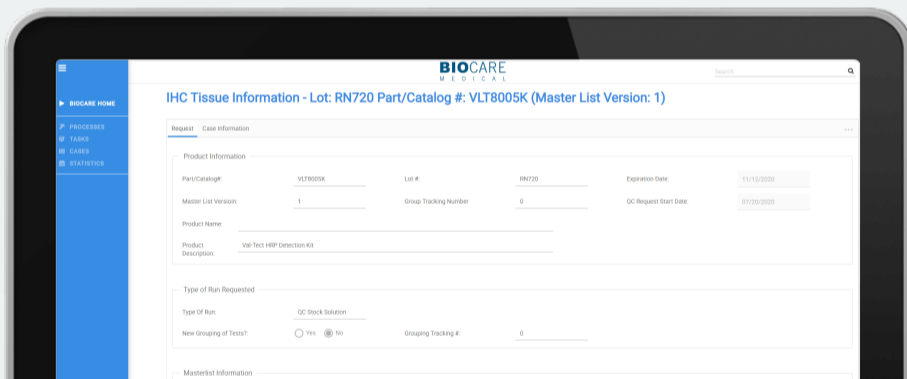 BIOCARE
MEDICAL
Search
BIOCARE HOME
PROCESSES
TASKS
CASES
STATISTICS
IHC Tissue Information - Lot: RN720 Part/Catalog #: VLT8005K (Master List Version: 1)
Request Case Information
Product Information
Part/Catalog#: VLT8005K Lot #: RN720 Expiration Date: 11/12/2020
Master List Version: 1 Group Tracking Number 0 QC Request Start Date: 07/20/2020
Product Name:
Product Description: Val-Tect HRP Detection Kit
Type of Run Requested
Type Of Run: QC Stock Solution
New Grouping of Tests?: Yes No Grouping Tracking #: 0
Masterlist Information